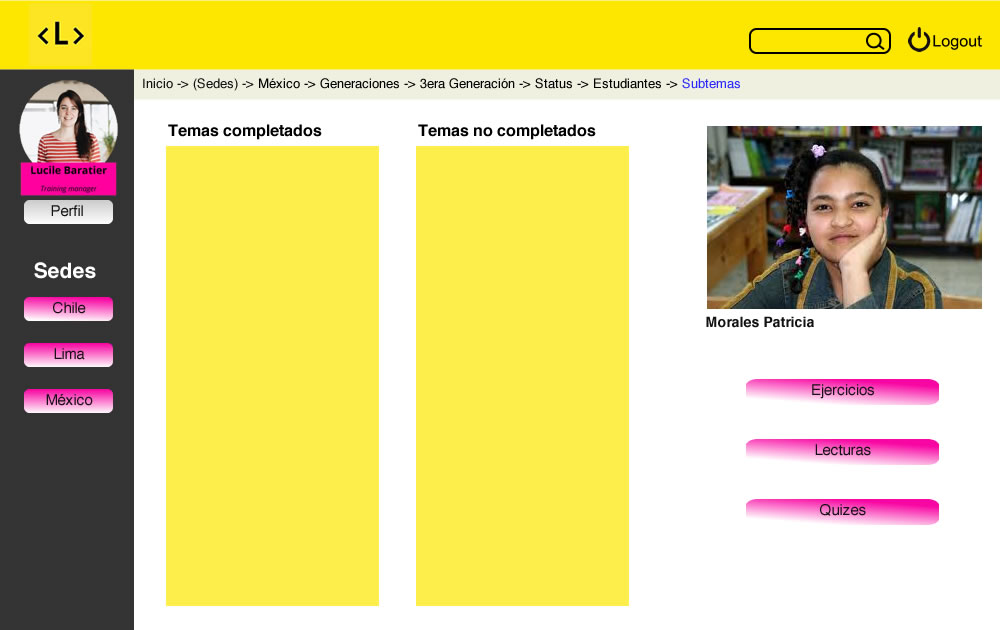 <L>
Logout
Inicio -> (Sedes) -> México -> Generaciones -> 3era Generación -> Status -> Estudiantes -> Subtemas
Lucile Baratier
Training manager
Perfil
Sedes
Chile
Lima
México
Temas completados
Temas no completados
Morales Patricia
Ejercicios
Lecturas
Quizes